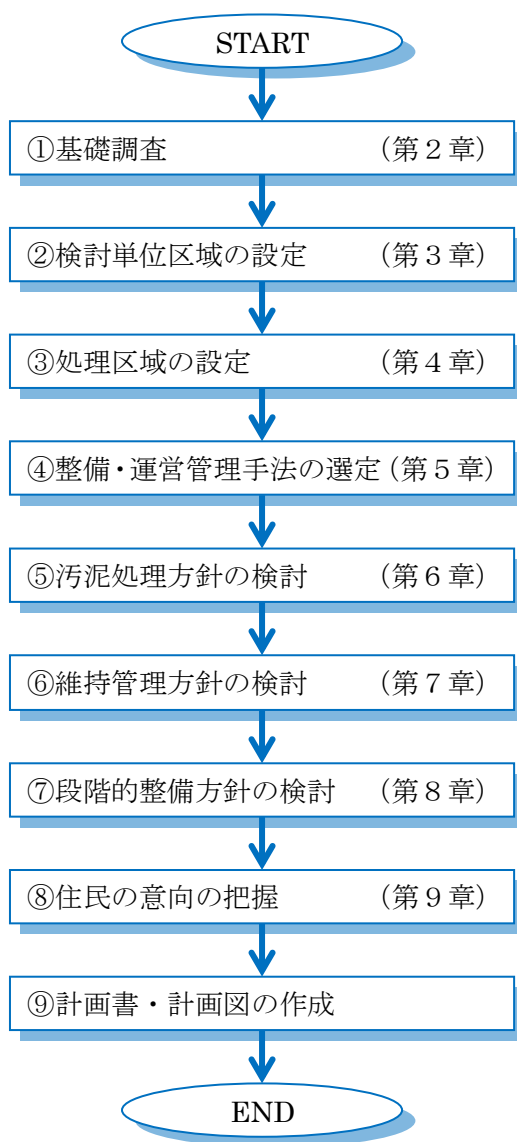 START
①基礎調査 （第２章）
②検討単位区域の設定 （第３章）
③処理区域の設定 （第４章）
④整備・運営管理手法の選定（第５章）
⑤汚泥処理方針の検討 （第６章）
⑥維持管理方針の検討 （第７章）
⑦段階的整備方針の検討 （第８章）
⑧住民の意向の把握 （第９章）
⑨計画書・計画図の作成
END